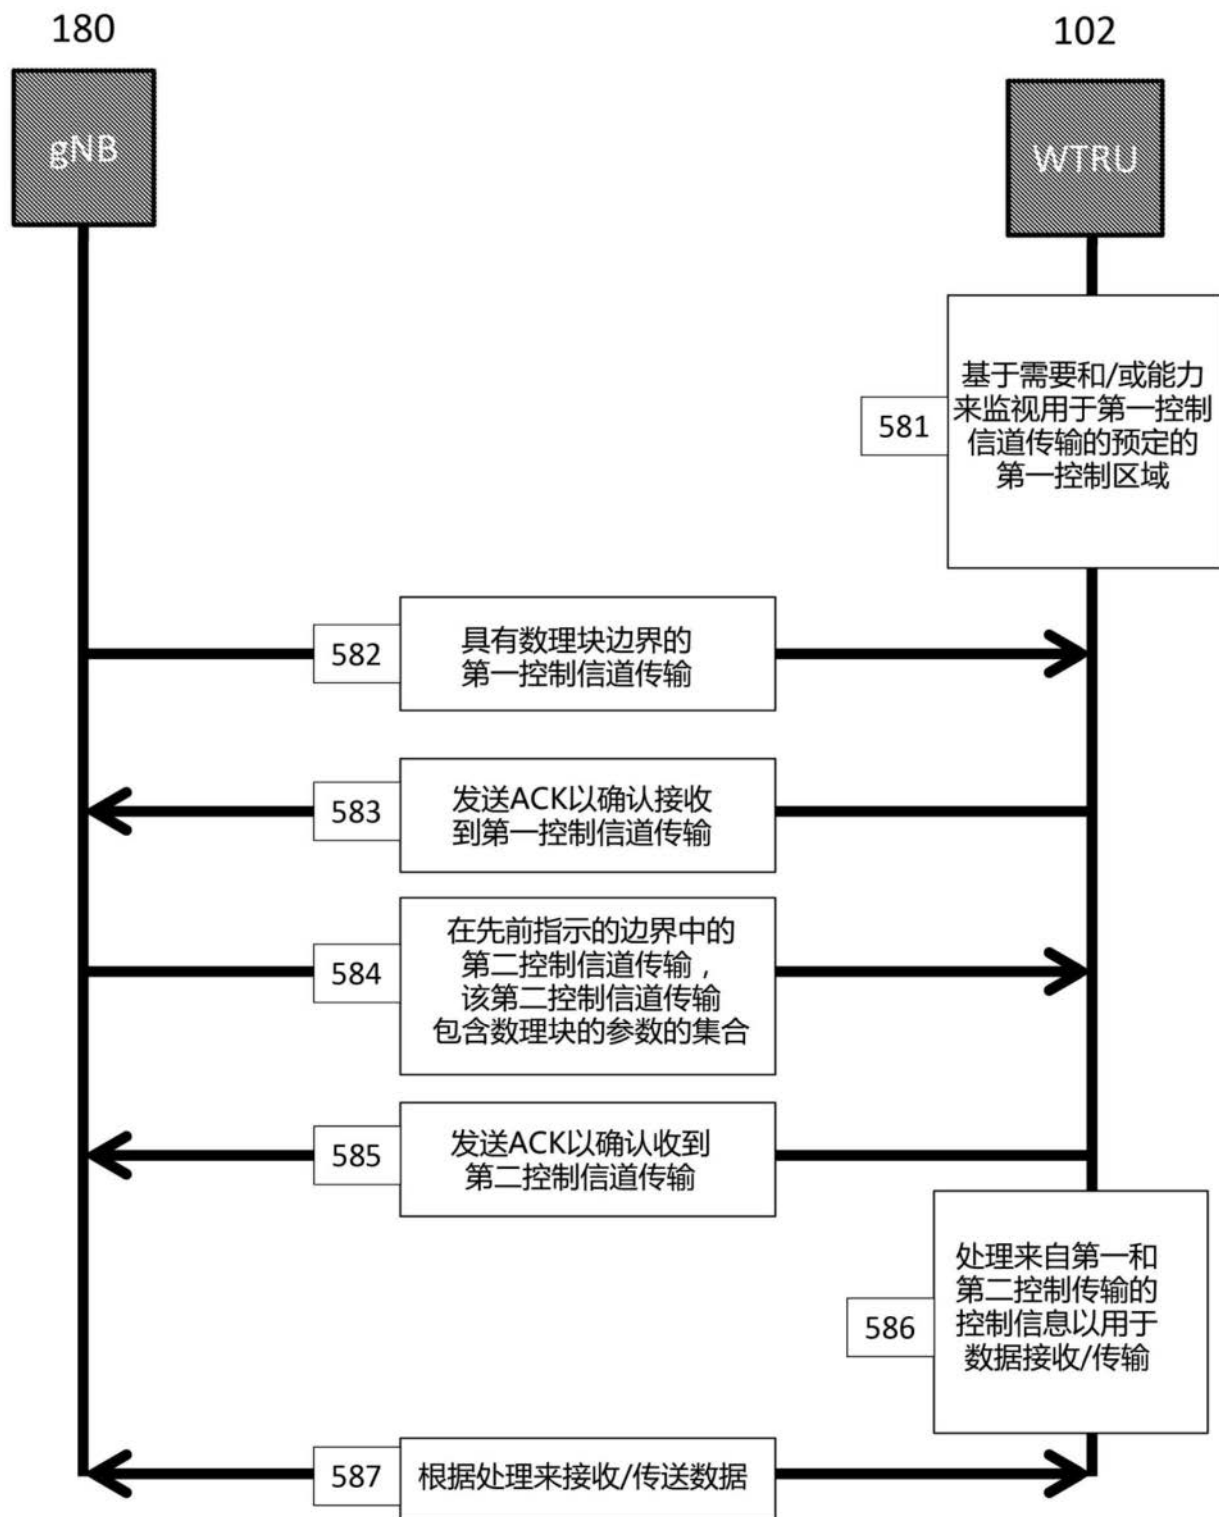 180
102
gNB
WTRU
581
基于需要和/或能力
来监视用于第一控制
信道传输的预定的
第一控制区域
582
具有数理块边界的
第一控制信道传输
583
发送ACK以确认接收
到第一控制信道传输
584
在先前指示的边界中的
第二控制信道传输，
该第二控制信道传输
包含数理块的参数的集合
585
发送ACK以确认收到
第二控制信道传输
586
处理来自第一和
第二控制传输的
控制信息以用于
数据接收/传输
587
根据处理来接收/传送数据